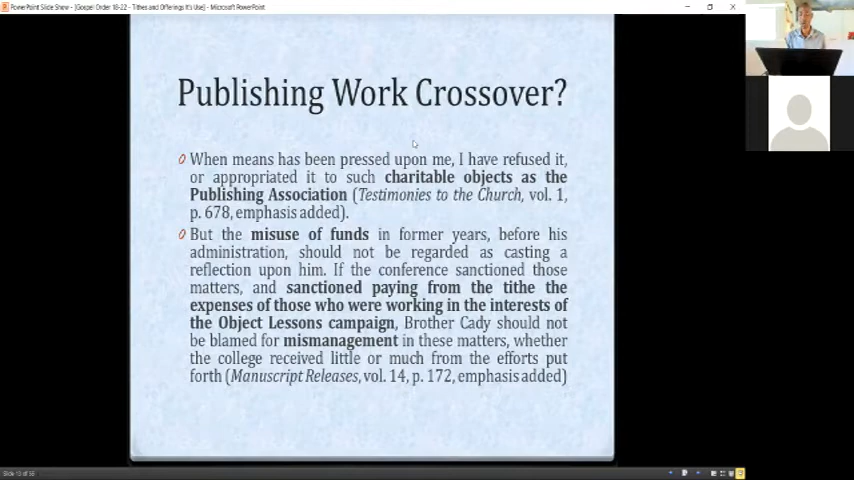 PowerPoint Slide Show - [Gospel Order 18-22 - Tithes and Offerings It's Use] - Microsoft PowerPoint
Publishing Work Crossover?
When means has been pressed upon me, I have refused it,
or appropriated it to such charitable objects as the
Publishing Association (Testimonies to the Church, vol. 1,
p. 678, emphasis added).
But the misuse of funds in former years, before his
administration, should not be regarded as casting a
reflection upon him. If the conference sanctioned those
matters, and sanctioned paying from the tithe the
expenses of those who were working in the interests of
the Object Lessons campaign, Brother Cady should not
be blamed for mismanagement in these matters, whether
the college received little or much from the efforts put
forth (Manuscript Releases, vol. 14, p. 172, emphasis added)
Slide 13 of 58